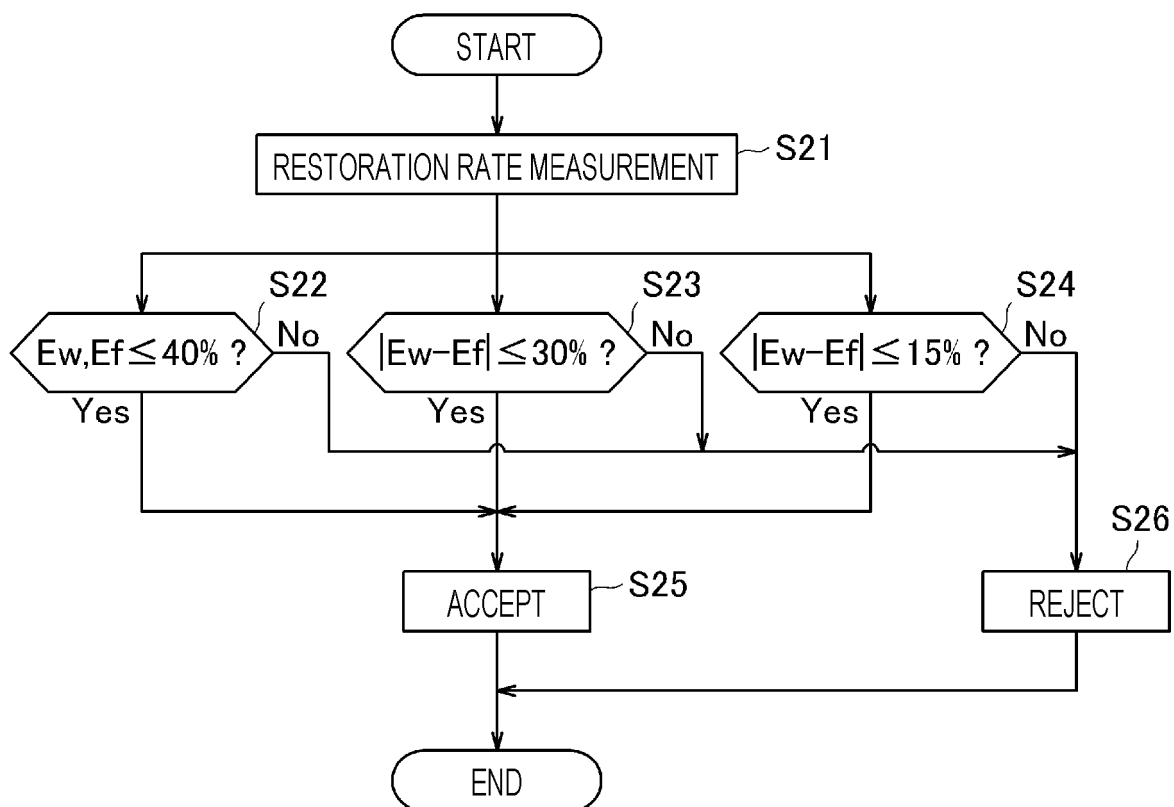 START
RESTORATION RATE MEASUREMENT
S21
S22
S23
S24
Ew,Ef≦40% ?
No
|Ew-Ef|≦30% ?
No
|Ew-Ef|≦15% ?
No
Yes
Yes
Yes
ACCEPT
S25
REJECT
S26
END